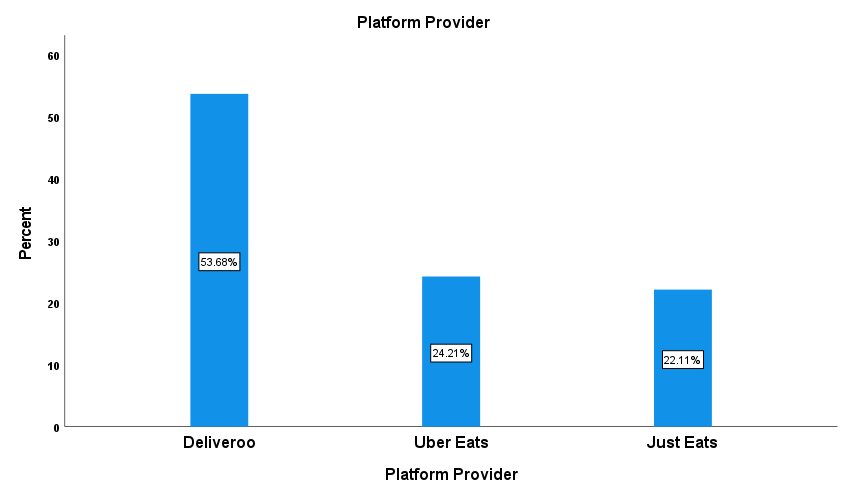 Platform Provider
60
50
40
30
20
10
0
Percent
53.68%
24.21%
22.11%
Deliveroo
Uber Eats
Just Eats
Platform Provider